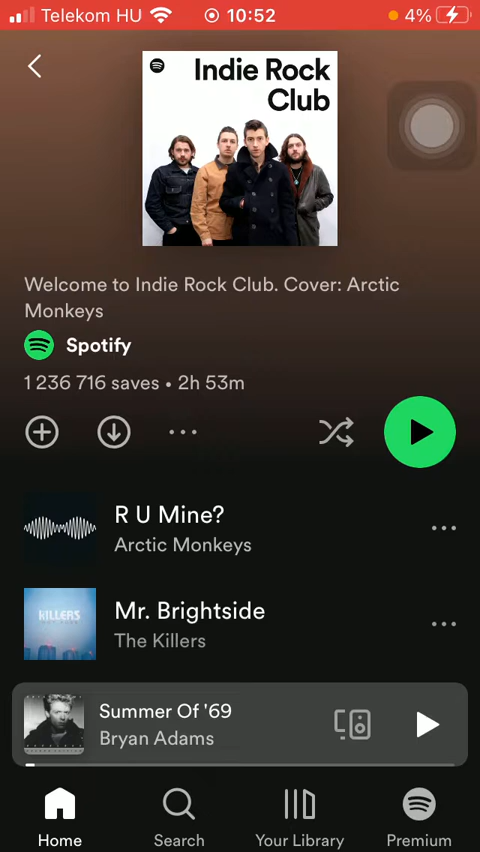 Telekom HU 10:52 4%
Indie Rock
Club
Welcome to Indie Rock Club. Cover: Arctic
Monkeys
Spotify
1 236 716 saves • 2h 53m
R U Mine?
Arctic Monkeys
KILLERS
Mr. Brightside
The Killers
Summer Of '69
Bryan Adams
Home Search Your Library Premium